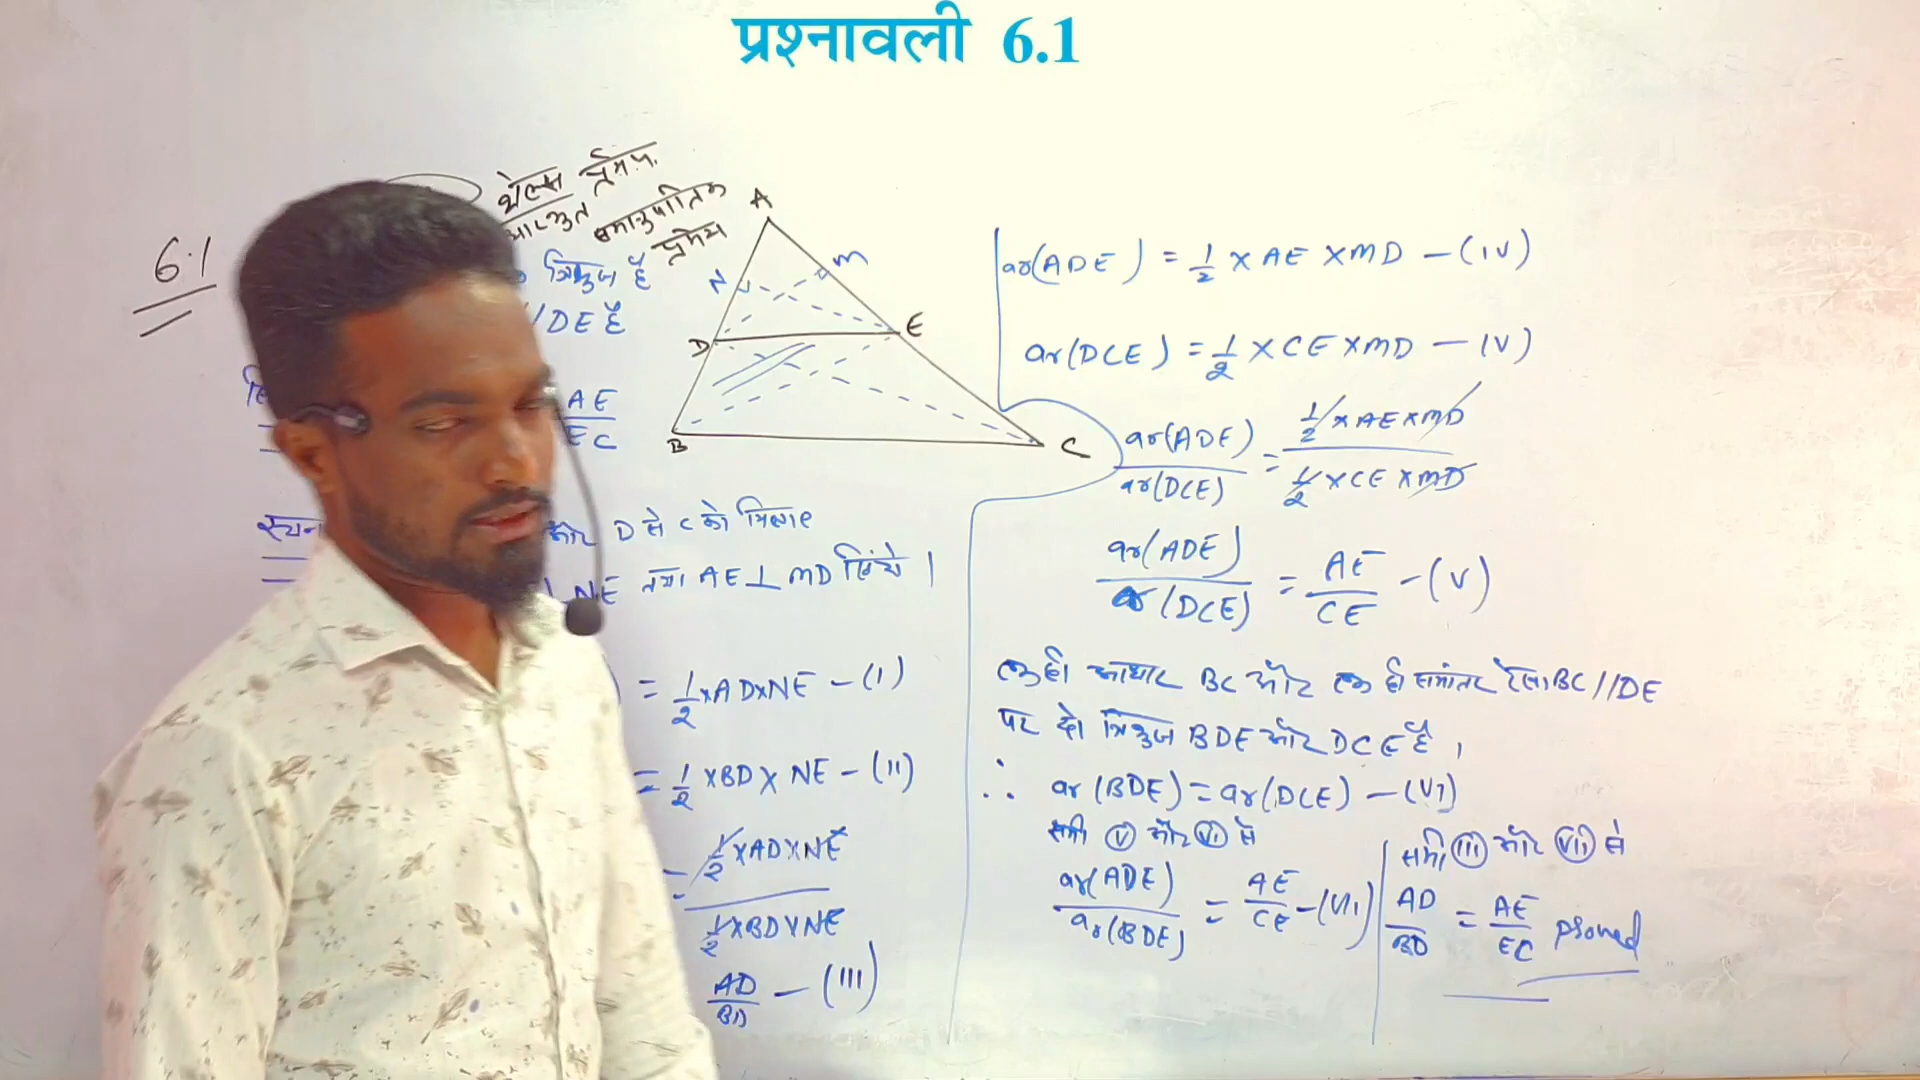 प्रश्नावली 6.1
6.1
थेल्स प्रमेय
समानुपातिक
प्रमेय
त्रिभुज है
//DE है
AE
EC
A
N
M
D
E
B
C
और D से C को मिलाए
NE तथा AE ⊥ MD खिंचे ।
= 1/2 × AD × NE – (I)
= 1/2 × BD × NE – (II)
= 1/2 × AD × NE
1/2 × BD × NE
AD/BD – (III)
ar(ADE) = 1/2 × AE × MD – (IV)
ar(DCE) = 1/2 × CE × MD – (V)
ar(ADE)/ar(DCE) = 1/2 × AE × MD / 1/2 × CE × MD
ar(ADE)/ar(DCE) = AE/CE – (V)
एक ही आधार BC और एक ही समांतर रेखा BC//DE
पर दो त्रिभुज BDE और DCE है ।
∴ ar(BDE) = ar(DCE) – (VI)
समी (V) और (VI) से
ar(ADE)/ar(BDE) = AE/CE – (VII)
समी (III) और (VII) से
AD/BD = AE/EC proved